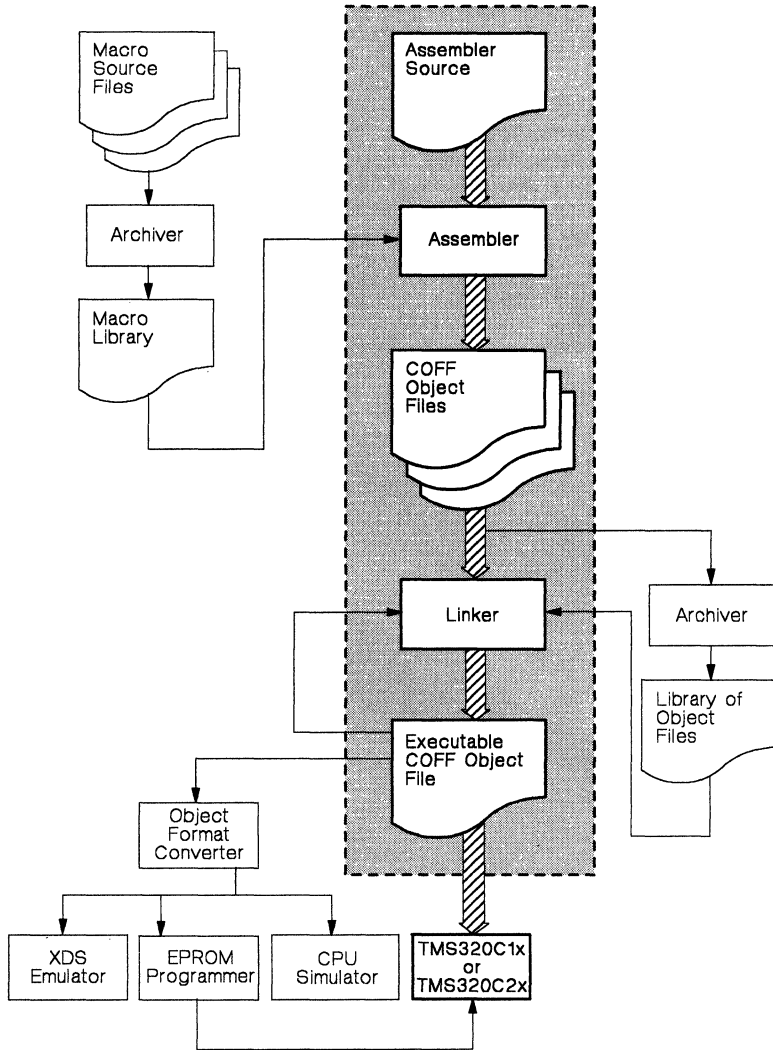 Macro
Source
Files
Assembler
Source
Archiver
Assembler
Macro
Library
COFF
Object
Files
Linker
Archiver
Library of
Object
Files
Executable
COFF Object
File
Object
Format
Converter
XDS
Emulator
EPROM
Programmer
CPU
Simulator
TMS320C1x
or
TMS320C2x